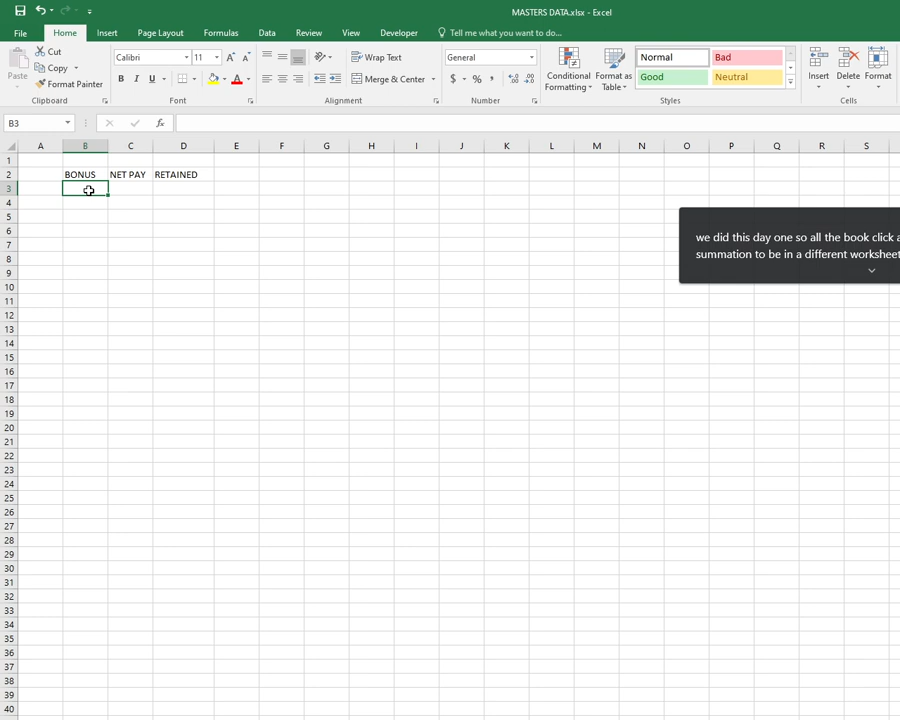 MASTERS DATA.xlsx - Excel
File Home Insert Page Layout Formulas Data Review View Developer Tell me what you want to do...
Cut
Copy
Format Painter
Paste
Clipboard
Calibri 11 A A
B I U A
Font
Wrap Text
Merge & Center
Alignment
General
$ % , .0 .00 .00 .0
Number
Conditional Formatting
Format as Table
Normal Bad
Good Neutral
Styles
Insert Delete Format
Cells
B3 fx
A B C D E F G H I J K L M N O P Q R S
1
2 BONUS NET PAY RETAINED
3
4
5
6
7
8
9
10
11
12
13
14
15
16
17
18
19
20
21
22
23
24
25
26
27
28
29
30
31
32
33
34
35
36
37
38
39
40
we did this day one so all the book click a
summation to be in a different worksheet